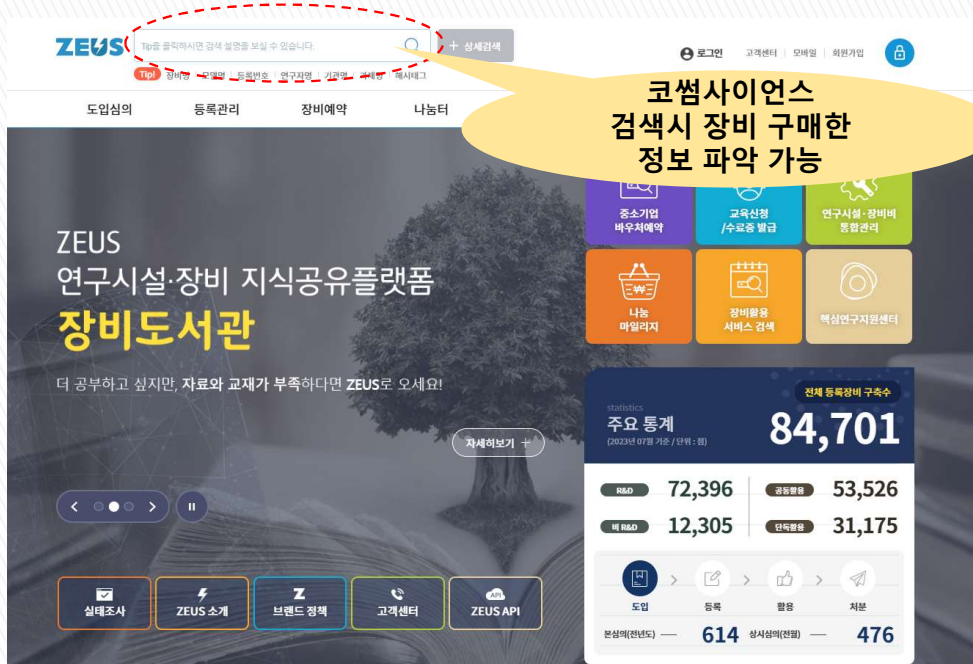 ZEUS
Tip을 클릭하시면 검색 설명을 보실 수 있습니다.
+ 상세검색
로그인 고객센터 모바일 회원가입
Tip! 장비명 모델명 등록번호 연구자명 기관명 과제명 해시태그
도입심의 등록관리 장비예약 나눔터
코썸사이언스
검색시 장비 구매한
정보 파악 가능
중소기업
바우처예약
교육신청
/수료증 발급
연구시설·장비비
통합관리
ZEUS
연구시설·장비 지식공유플랫폼
장비도서관
더 공부하고 싶지만, 자료와 교재가 부족하다면 ZEUS로 오세요!
자세히보기 +
나눔
마일리지
장비활용
서비스 검색
핵심연구지원센터
전체 등록장비 구축수
statistics
주요 통계
(2023년 07월 기준 / 단위 : 점)
84,701
R&D 72,396 공동활용 53,526
비 R&D 12,305 단독활용 31,175
도입 등록 활용 처분
본심의(전년도) 614 상시심의(전월) 476
실태조사
ZEUS 소개
Z
브랜드 정책
고객센터
API
ZEUS API